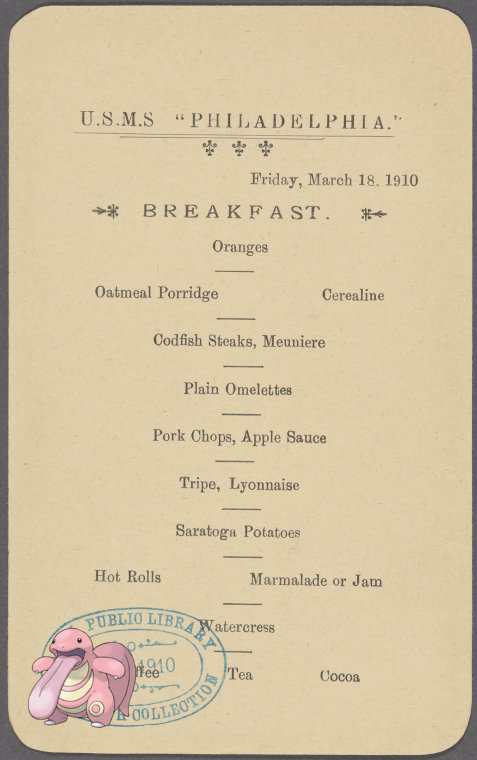 U.S.M.S "PHILADELPHIA."
Friday, March 18. 1910
BREAKFAST.
Oranges
Oatmeal Porridge Cerealine
Codfish Steaks, Meuniere
Plain Omelettes
Pork Chops, Apple Sauce
Tripe, Lyonnaise
Saratoga Potatoes
Hot Rolls Marmalade or Jam
Watercress
Tea Cocoa
PUBLIC LIBRARY
1910
COLLECTION